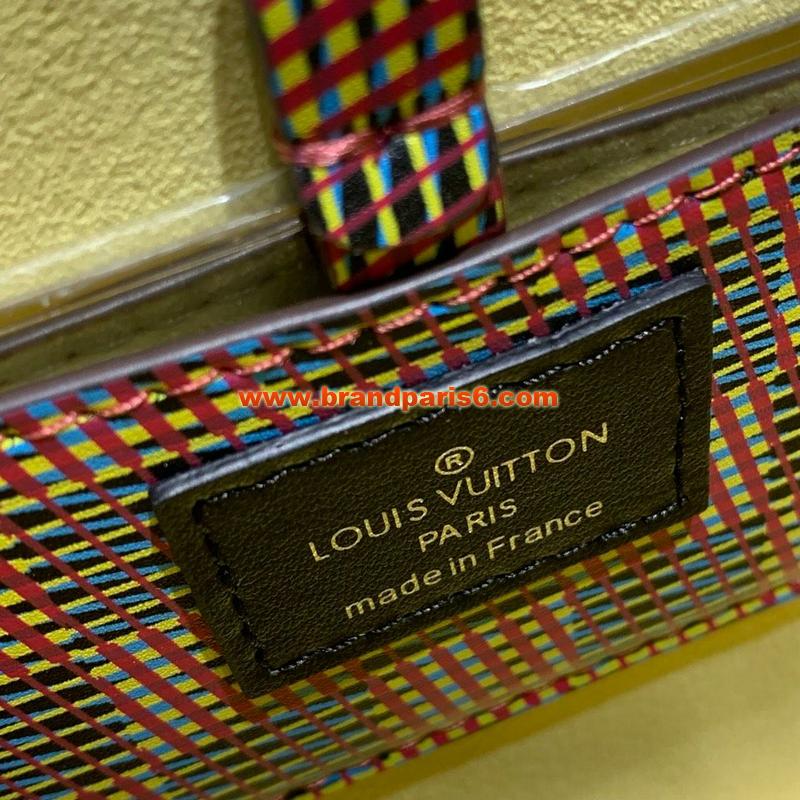 www.brandparis6.com
®
LOUIS VUITTON
PARIS
made in France